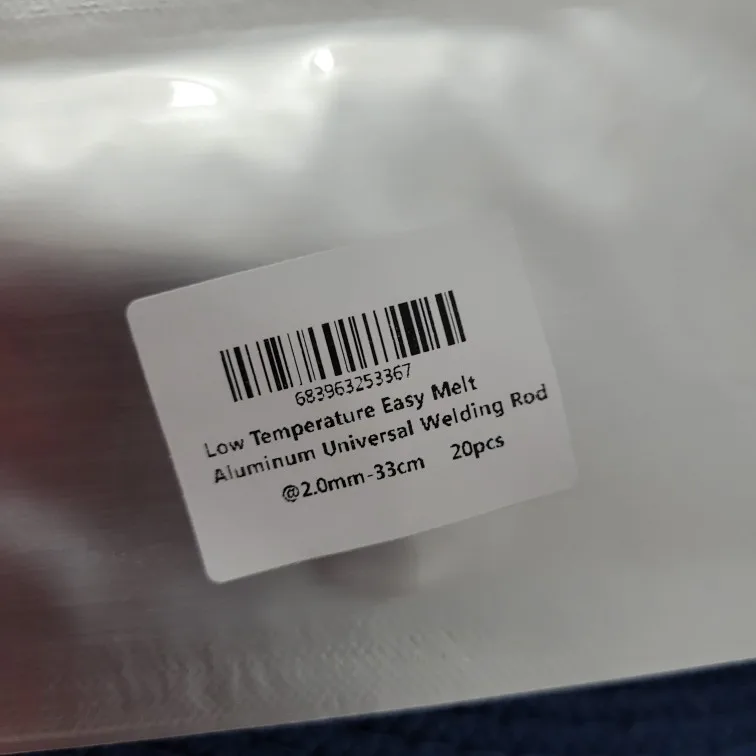 683963253367
Low Temperature Easy Melt
Aluminum Universal Welding Rod
@2.0mm-33cm 20pcs